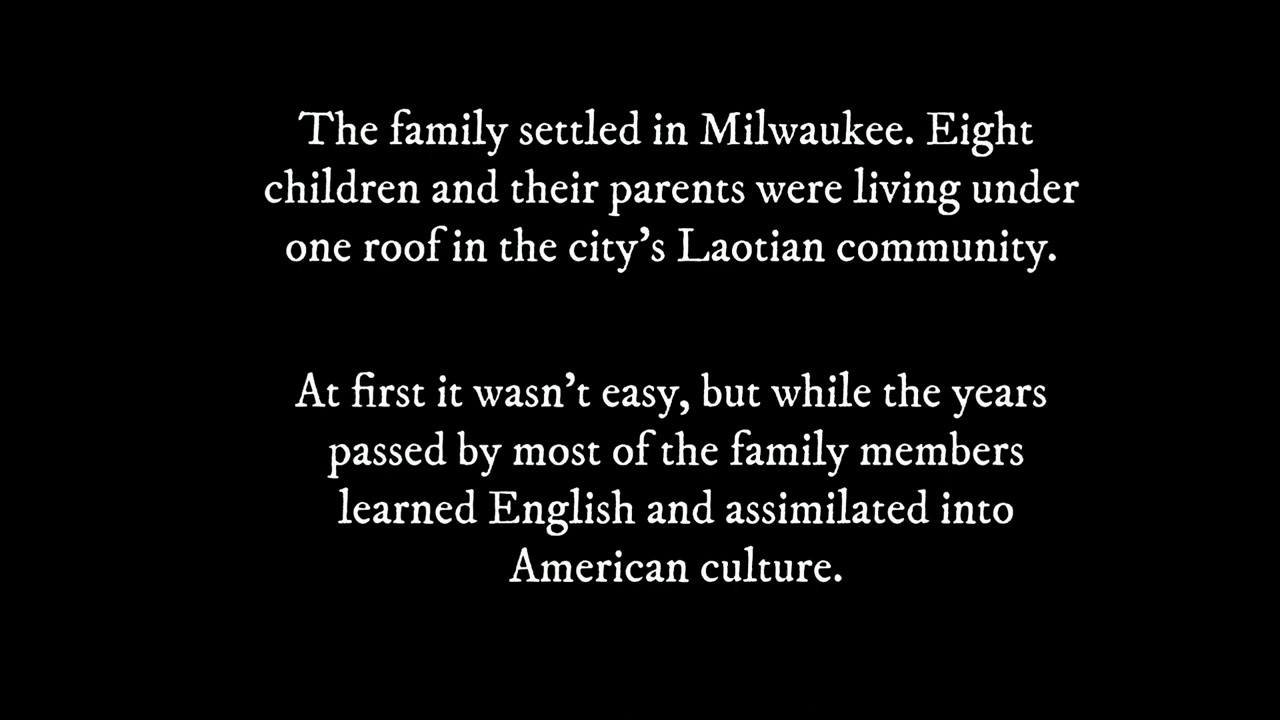 The family settled in Milwaukee. Eight
children and their parents were living under
one roof in the city’s Laotian community.
At first it wasn’t easy, but while the years
passed by most of the family members
learned English and assimilated into
American culture.